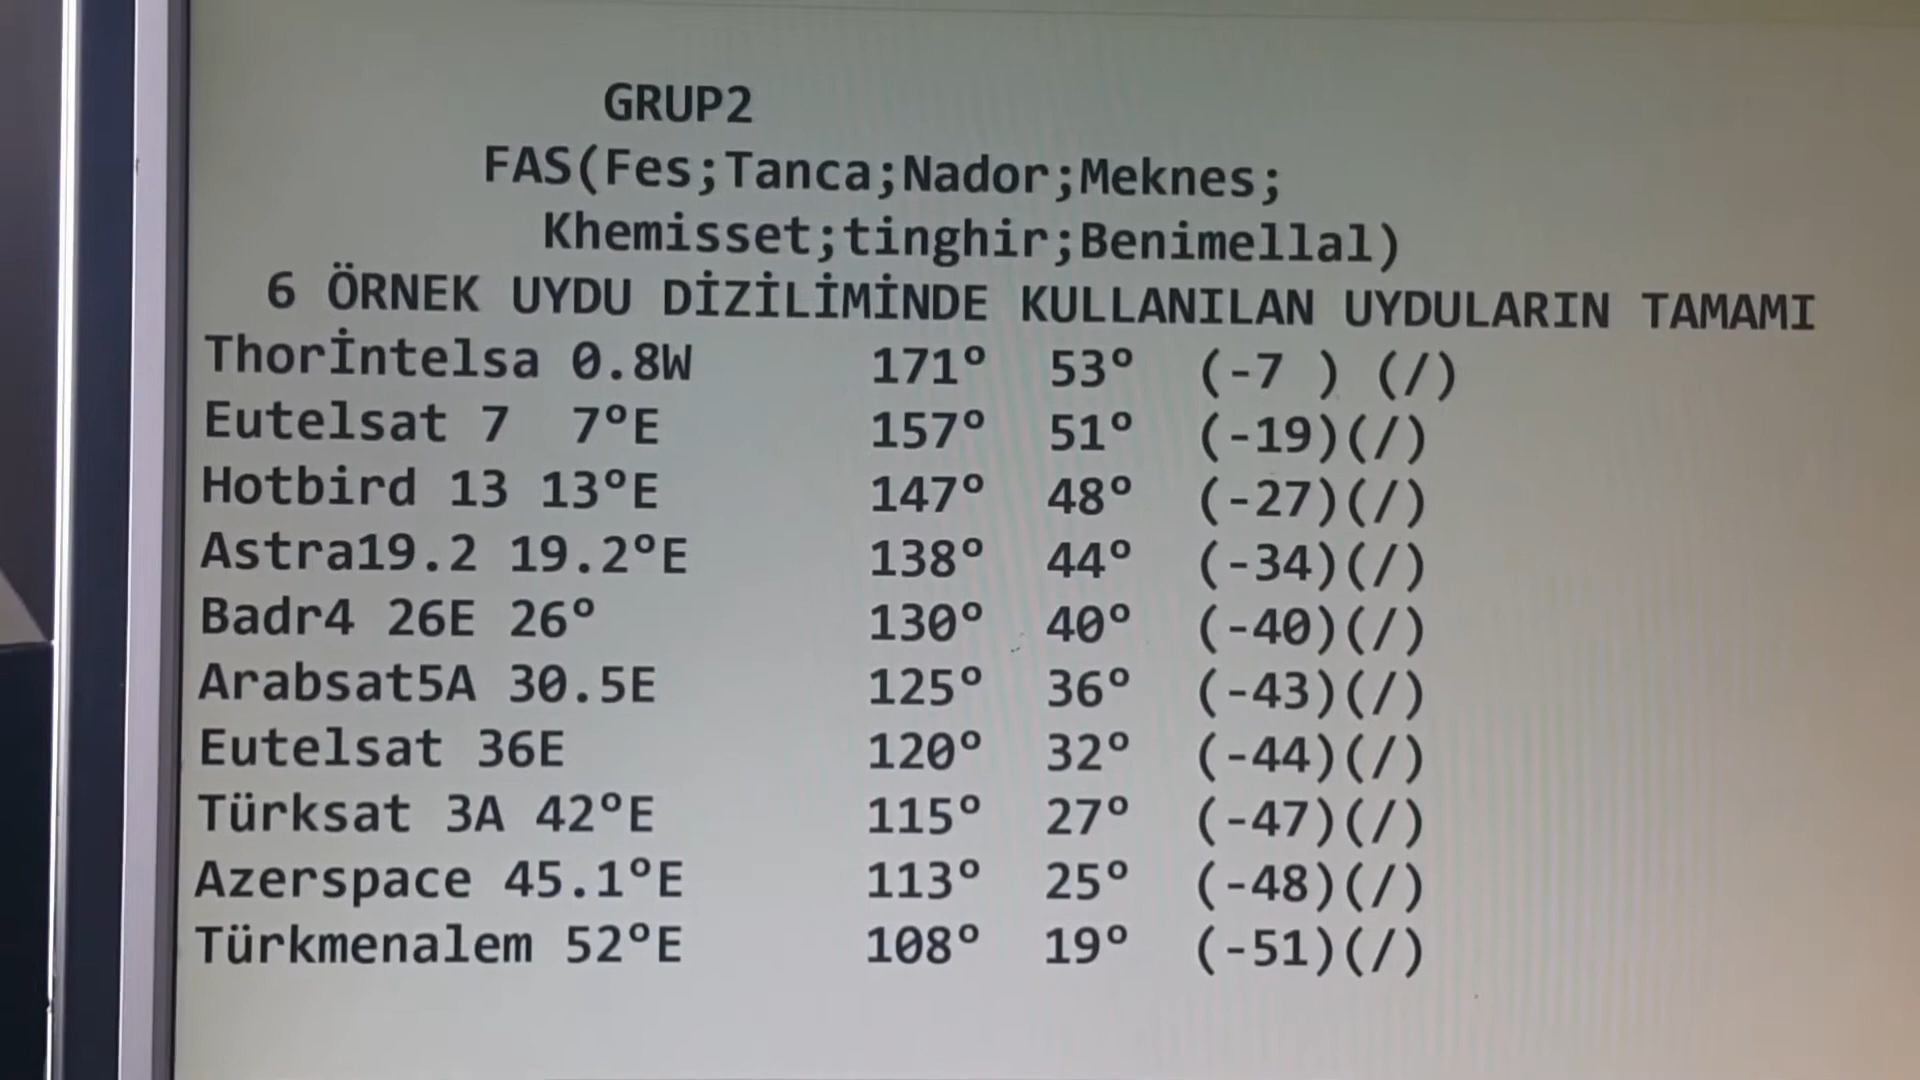 GRUP2
FAS(Fes;Tanca;Nador;Meknes;
Khemisset;tinghir;Benimellal)
6 ÖRNEK UYDU DİZİLİMİNDE KULLANILAN UYDULARIN TAMAMI
Thorİntelsa 0.8W 171° 53° (-7 ) (/)
Eutelsat 7 7°E 157° 51° (-19)(/)
Hotbird 13 13°E 147° 48° (-27)(/)
Astra19.2 19.2°E 138° 44° (-34)(/)
Badr4 26E 26° 130° 40° (-40)(/)
Arabsat5A 30.5E 125° 36° (-43)(/)
Eutelsat 36E 120° 32° (-44)(/)
Türksat 3A 42°E 115° 27° (-47)(/)
Azerspace 45.1°E 113° 25° (-48)(/)
Türkmenalem 52°E 108° 19° (-51)(/)